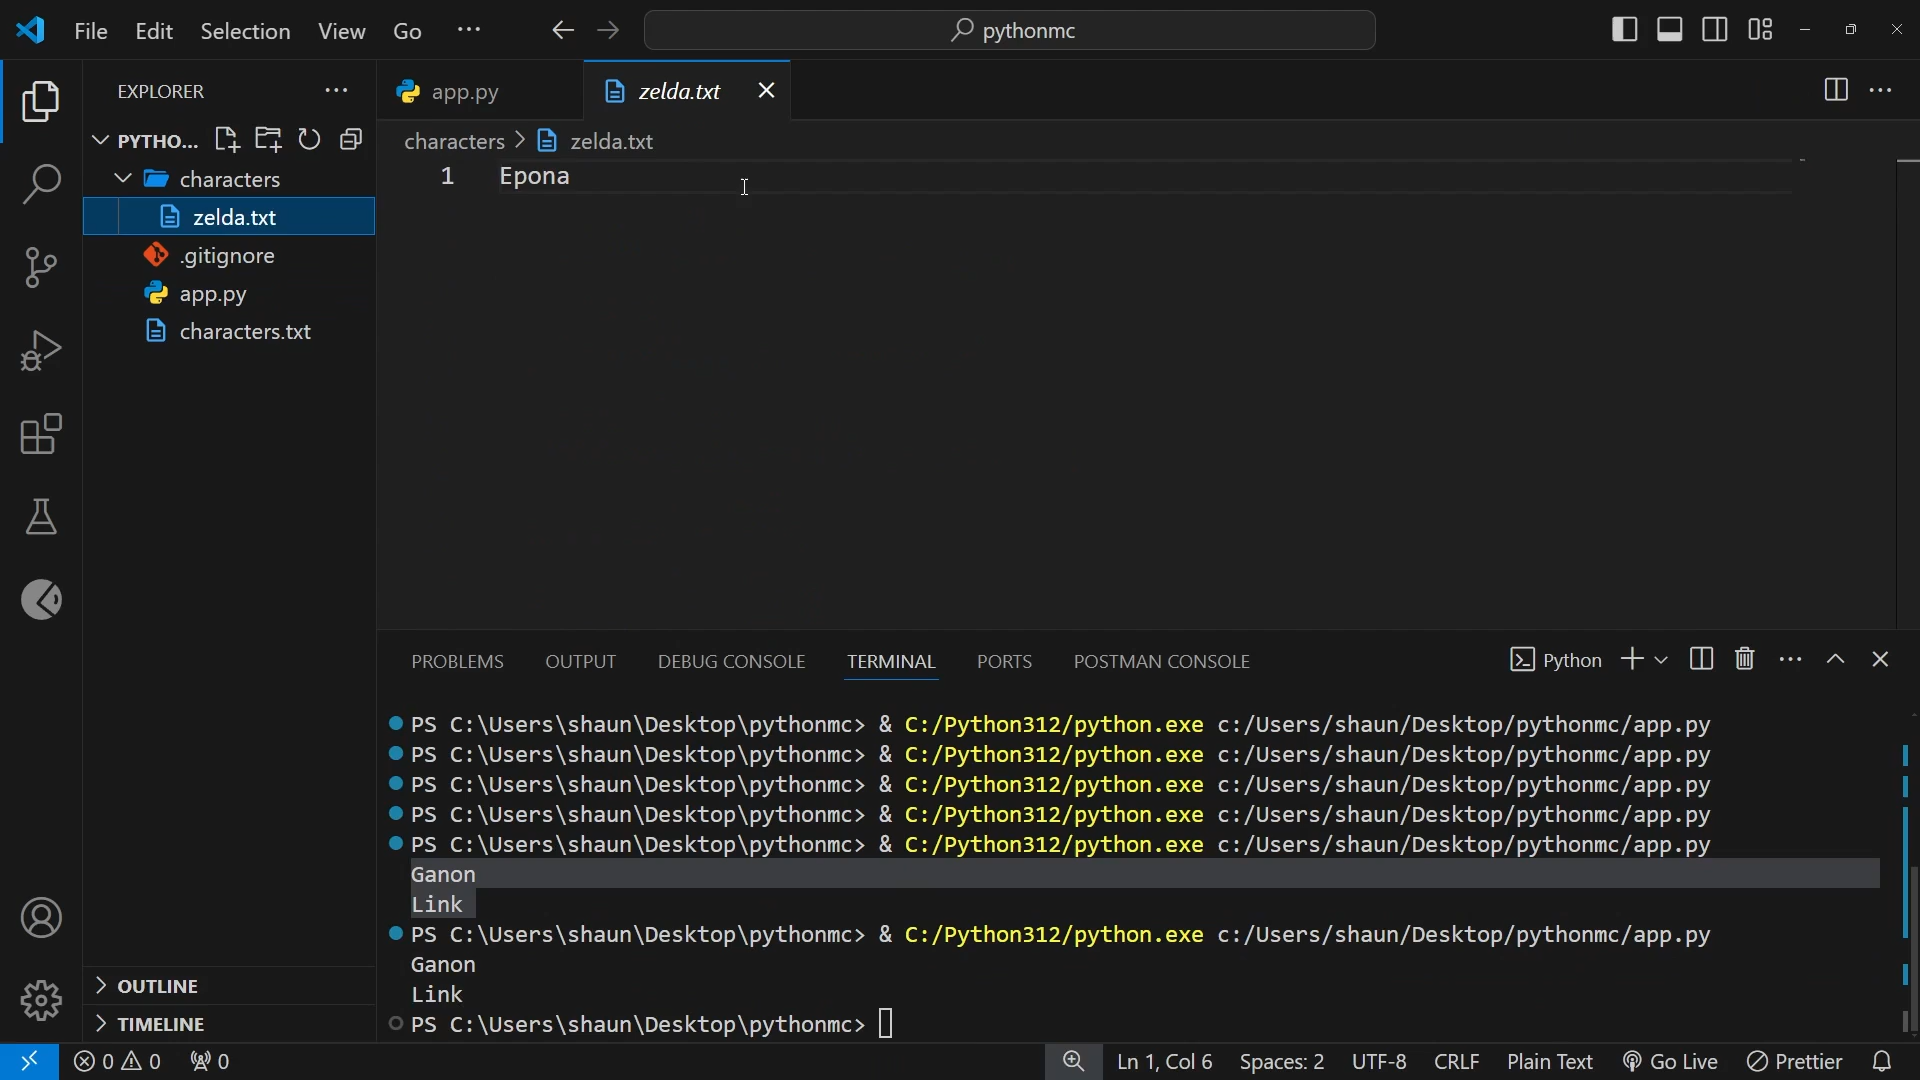 File Edit Selection View Go ··· pythonmc
EXPLORER ···
app.py zelda.txt
PYTHO...
characters > zelda.txt
characters
1 Epona
zelda.txt
.gitignore
app.py
characters.txt
PROBLEMS OUTPUT DEBUG CONSOLE TERMINAL PORTS POSTMAN CONSOLE Python
PS C:\Users\shaun\Desktop\pythonmc> & C:/Python312/python.exe c:/Users/shaun/Desktop/pythonmc/app.py
PS C:\Users\shaun\Desktop\pythonmc> & C:/Python312/python.exe c:/Users/shaun/Desktop/pythonmc/app.py
PS C:\Users\shaun\Desktop\pythonmc> & C:/Python312/python.exe c:/Users/shaun/Desktop/pythonmc/app.py
PS C:\Users\shaun\Desktop\pythonmc> & C:/Python312/python.exe c:/Users/shaun/Desktop/pythonmc/app.py
PS C:\Users\shaun\Desktop\pythonmc> & C:/Python312/python.exe c:/Users/shaun/Desktop/pythonmc/app.py
Ganon
Link
PS C:\Users\shaun\Desktop\pythonmc> & C:/Python312/python.exe c:/Users/shaun/Desktop/pythonmc/app.py
Ganon
Link
PS C:\Users\shaun\Desktop\pythonmc>
OUTLINE
TIMELINE
0 0 0 Ln 1, Col 6 Spaces: 2 UTF-8 CRLF Plain Text Go Live Prettier